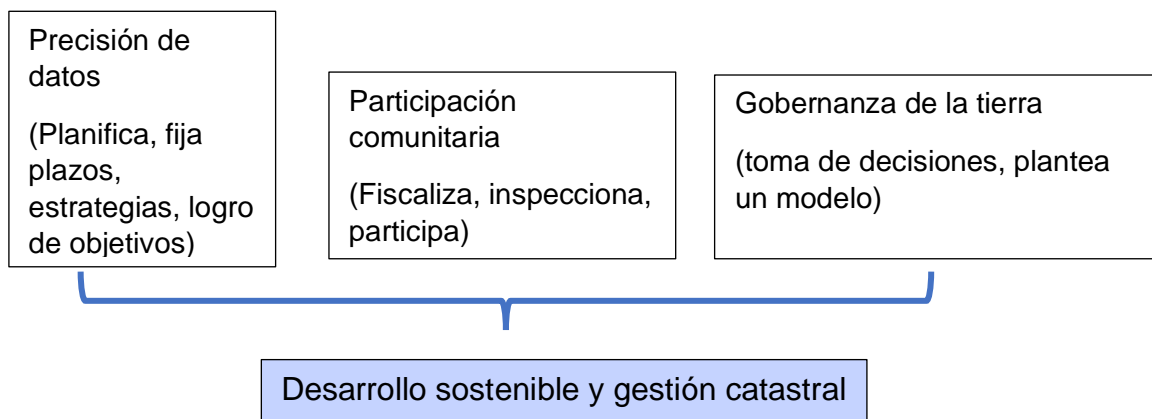 Precisión de
datos
(Planifica, fija
plazos,
estrategias, logro
de objetivos)
Participación
comunitaria
(Fiscaliza, inspecciona,
participa)
Gobernanza de la tierra
(toma de decisiones, plantea
un modelo)
Desarrollo sostenible y gestión catastral